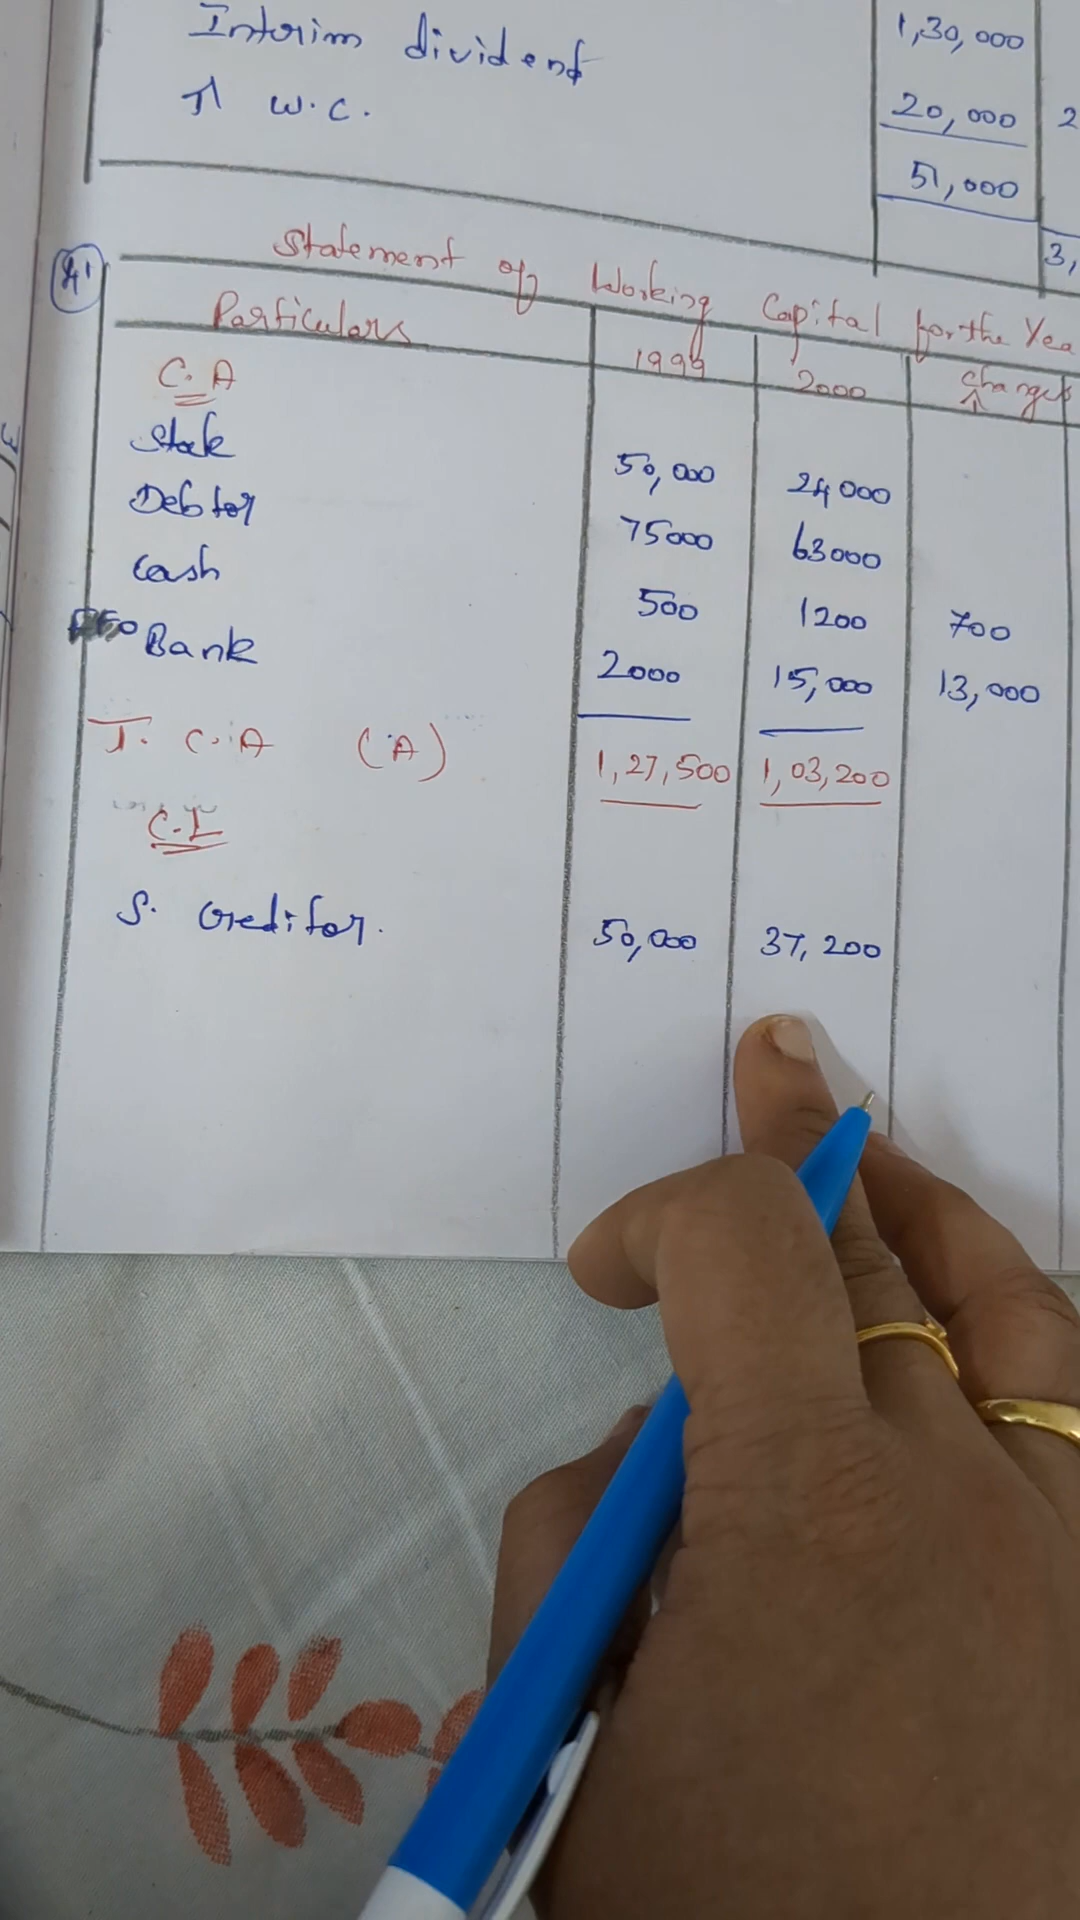 Interim dividend 1,30,000
↑ W.C. 20,000 2
51,000
3,
4) Statement of Working Capital for the Yea
Particulars 1999 2000 Changes
↑
C.A
Stock 50,000 24000
Debtor 75000 63000
Cash 500 1200 700
Bank 2000 15,000 13,000
T. C.A (A) 1,27,500 1,03,200
C.L
S. Creditor. 50,000 37,200